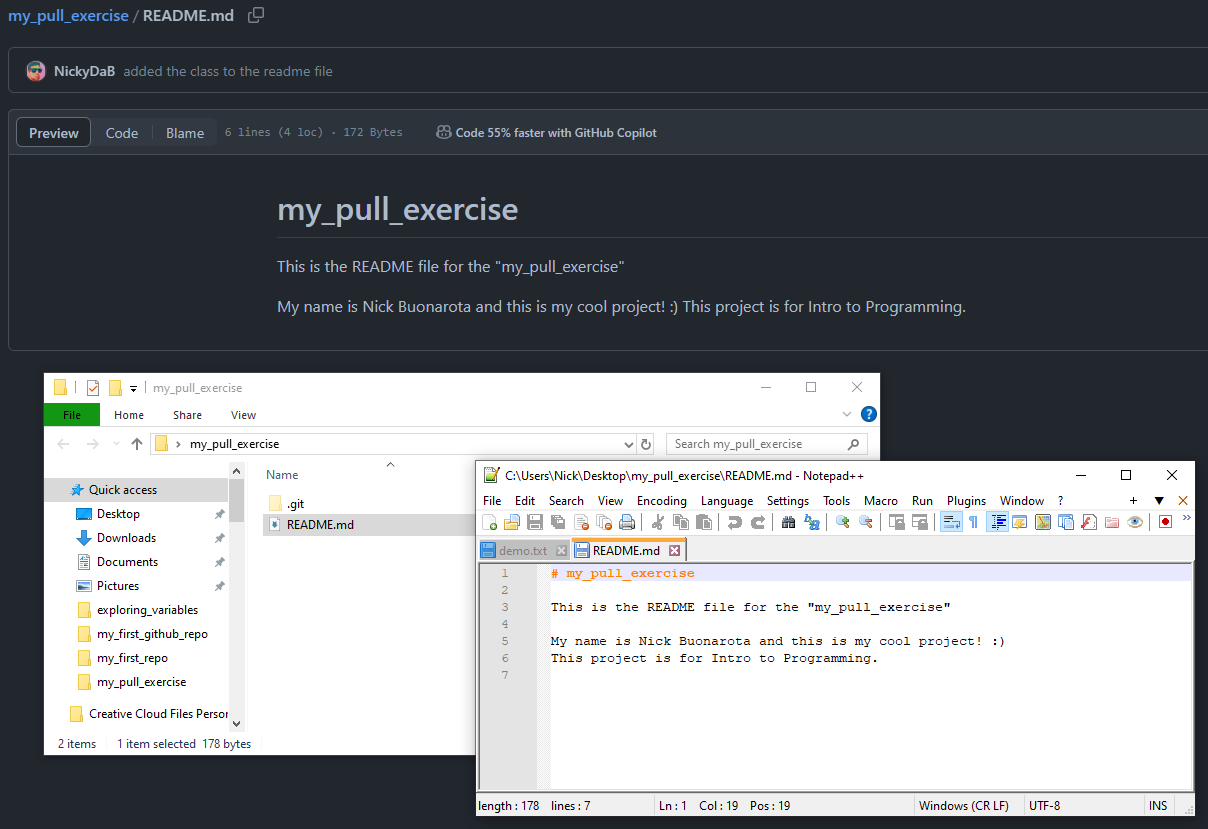 my_pull_exercise / README.md
NickyDaB added the class to the readme file
Preview Code Blame 6 lines (4 loc) · 172 Bytes Code 55% faster with GitHub Copilot
my_pull_exercise
This is the README file for the "my_pull_exercise"
My name is Nick Buonarota and this is my cool project! :) This project is for Intro to Programming.
my_pull_exercise
File Home Share View
my_pull_exercise
Search my_pull_exercise
Quick access
Desktop
Downloads
Documents
Pictures
exploring_variables
my_first_github_repo
my_first_repo
my_pull_exercise
Creative Cloud Files Person
Name
.git
README.md
2 items 1 item selected 178 bytes
C:\Users\Nick\Desktop\my_pull_exercise\README.md - Notepad++
File Edit Search View Encoding Language Settings Tools Macro Run Plugins Window ?
demo.txt README.md
1 # my_pull_exercise
2
3 This is the README file for the "my_pull_exercise"
4
5 My name is Nick Buonarota and this is my cool project! :)
6 This project is for Intro to Programming.
7
length : 178 lines : 7 Ln : 1 Col : 19 Pos : 19 Windows (CR LF) UTF-8 INS